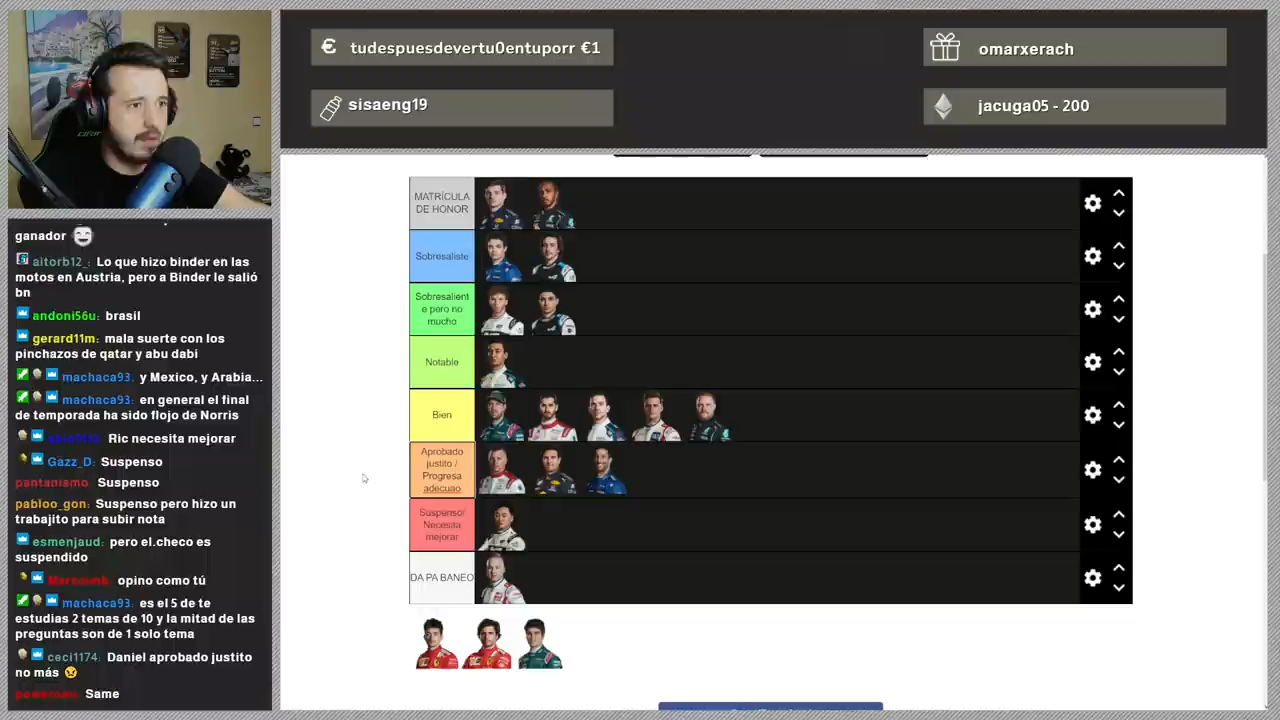 € tudespuesdevertu0entuporr €1
omarxerach
sisaeng19
jacuga05 - 200
ganador
aitorb12_: Lo que hizo binder en las
motos en Austria, pero a Binder le salió
bn
andoni56u: brasil
gerard11m: mala suerte con los
pinchazos de qatar y abu dabi
machaca93: y Mexico, y Arabia...
machaca93: en general el final
de temporada ha sido flojo de Norris
Ric necesita mejorar
Gazz_D: Suspenso
pantanismo Suspenso
pabloo_gon: Suspenso pero hizo un
trabajito para subir nota
esmenjaud: pero el.checo es
suspendido
opino como tú
machaca93: es el 5 de te
estudias 2 temas de 10 y la mitad de las
preguntas son de 1 solo tema
ceci1174: Daniel aprobado justito
no más
Same
MATRÍCULA
DE HONOR
Sobresaliste
Sobresalient
e pero no
mucho
Notable
Bien
Aprobado
justito /
Progresa
adecuao
Suspenso/
Necesita
mejorar
DA PA BANEO